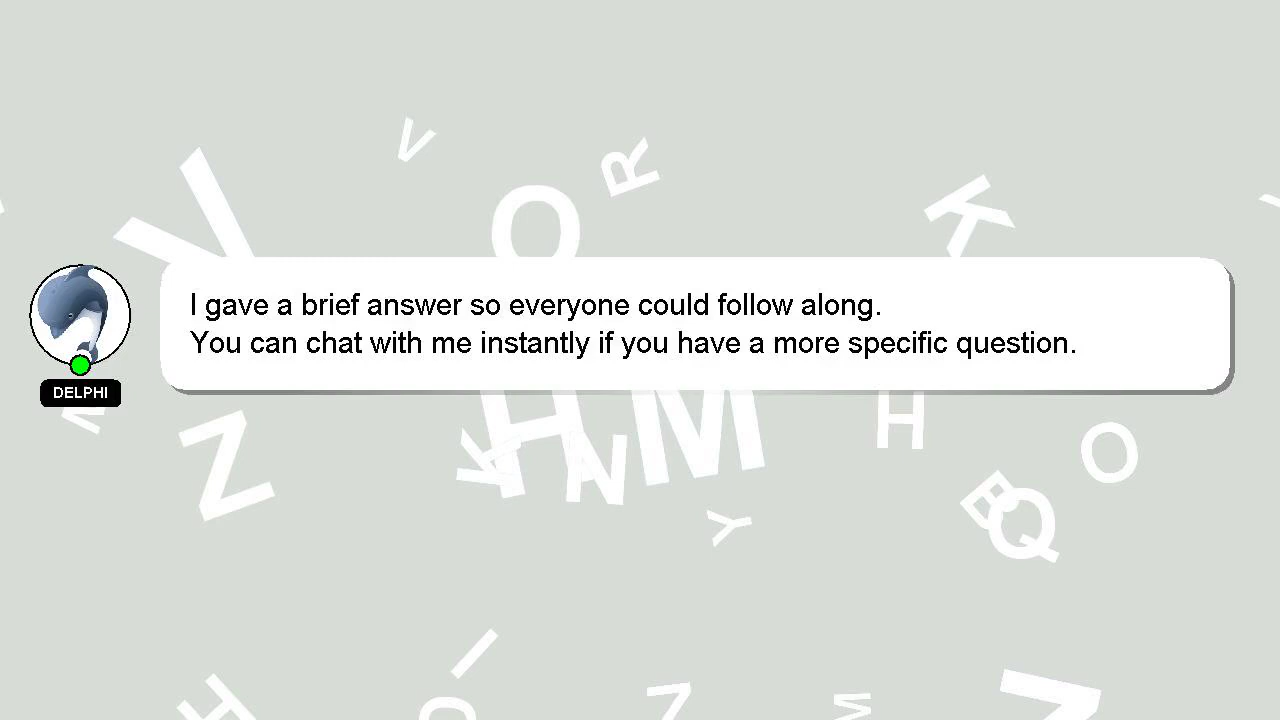 V
R
V
O
K
I gave a brief answer so everyone could follow along.
You can chat with me instantly if you have a more specific question.
DELPHI
N
Z
H
M
H
O
K
N
B
Q
Y
I
H
O
N
M